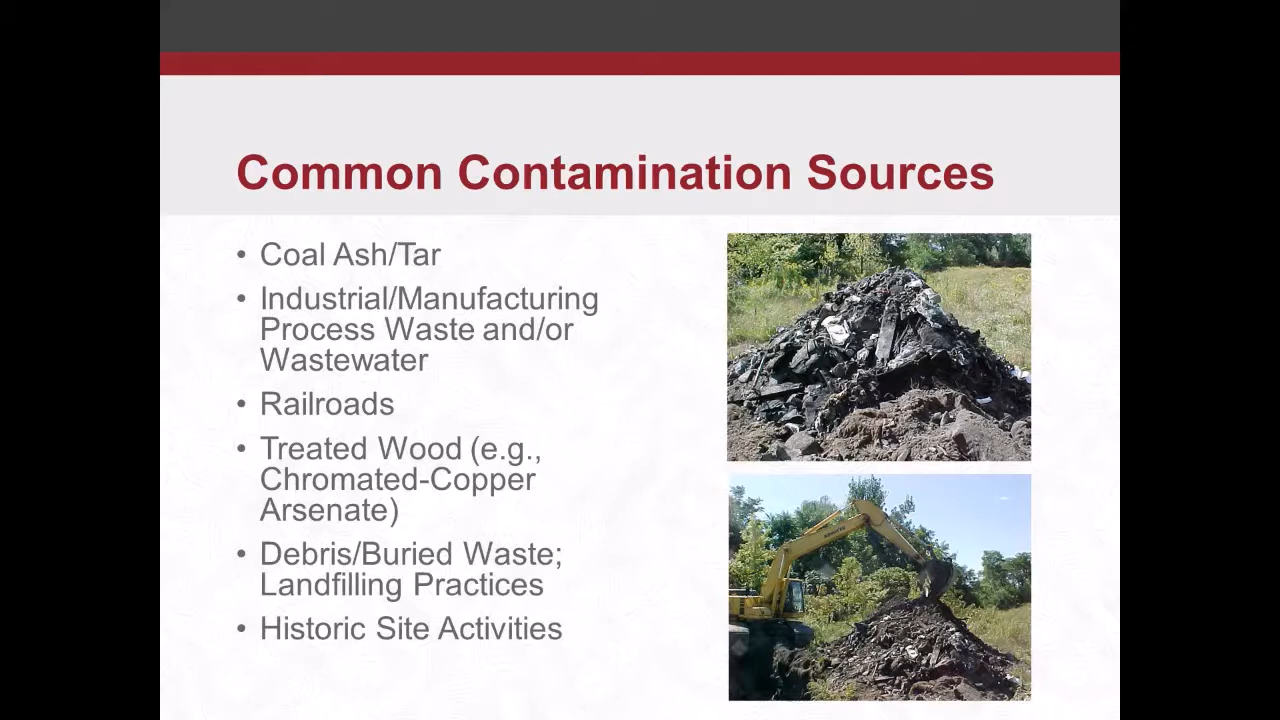 Common Contamination Sources
• Coal Ash/Tar
• Industrial/Manufacturing
Process Waste and/or
Wastewater
• Railroads
• Treated Wood (e.g.,
Chromated-Copper
Arsenate)
• Debris/Buried Waste;
Landfilling Practices
• Historic Site Activities